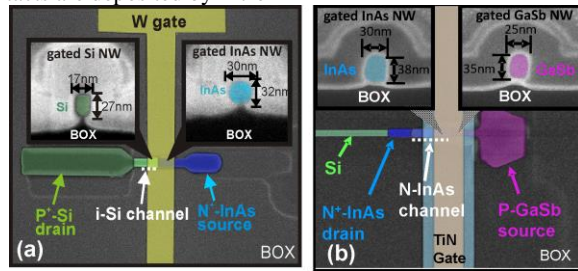 W gate
gated Si NW
17nm
Si
27nm
BOX
gated InAs NW
30nm
InAs
32nm
BOX
P⁺-Si
drain
i-Si channel
N⁺-InAs
source
(a)
BOX
gated InAs NW
30nm
InAs
38nm
BOX
gated GaSb NW
25nm
35nm
GaSb
BOX
Si
N⁺-InAs
drain
N-InAs
channel
P-GaSb
source
(b)
TiN
Gate
BOX